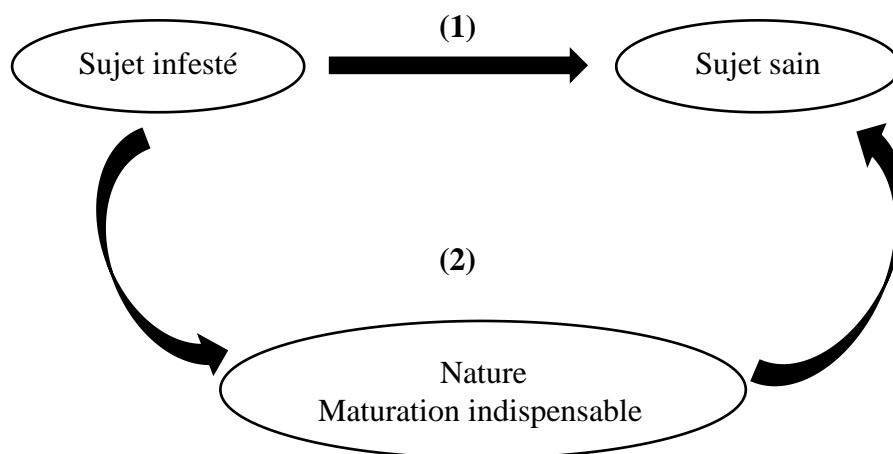 (1)
Sujet infesté
Sujet sain
(2)
Nature
Maturation indispensable